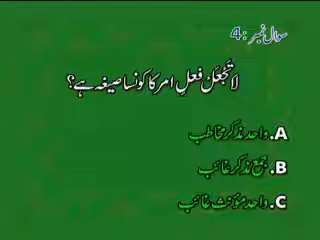 سوال نمبر :4
لَا تُجْعَلَنْ فعلِ امر کا کونسا صیغہ ہے؟
A. واحد مذکر مخاطب
B. جمع مذکر غائب
C. واحد مؤنث غائب